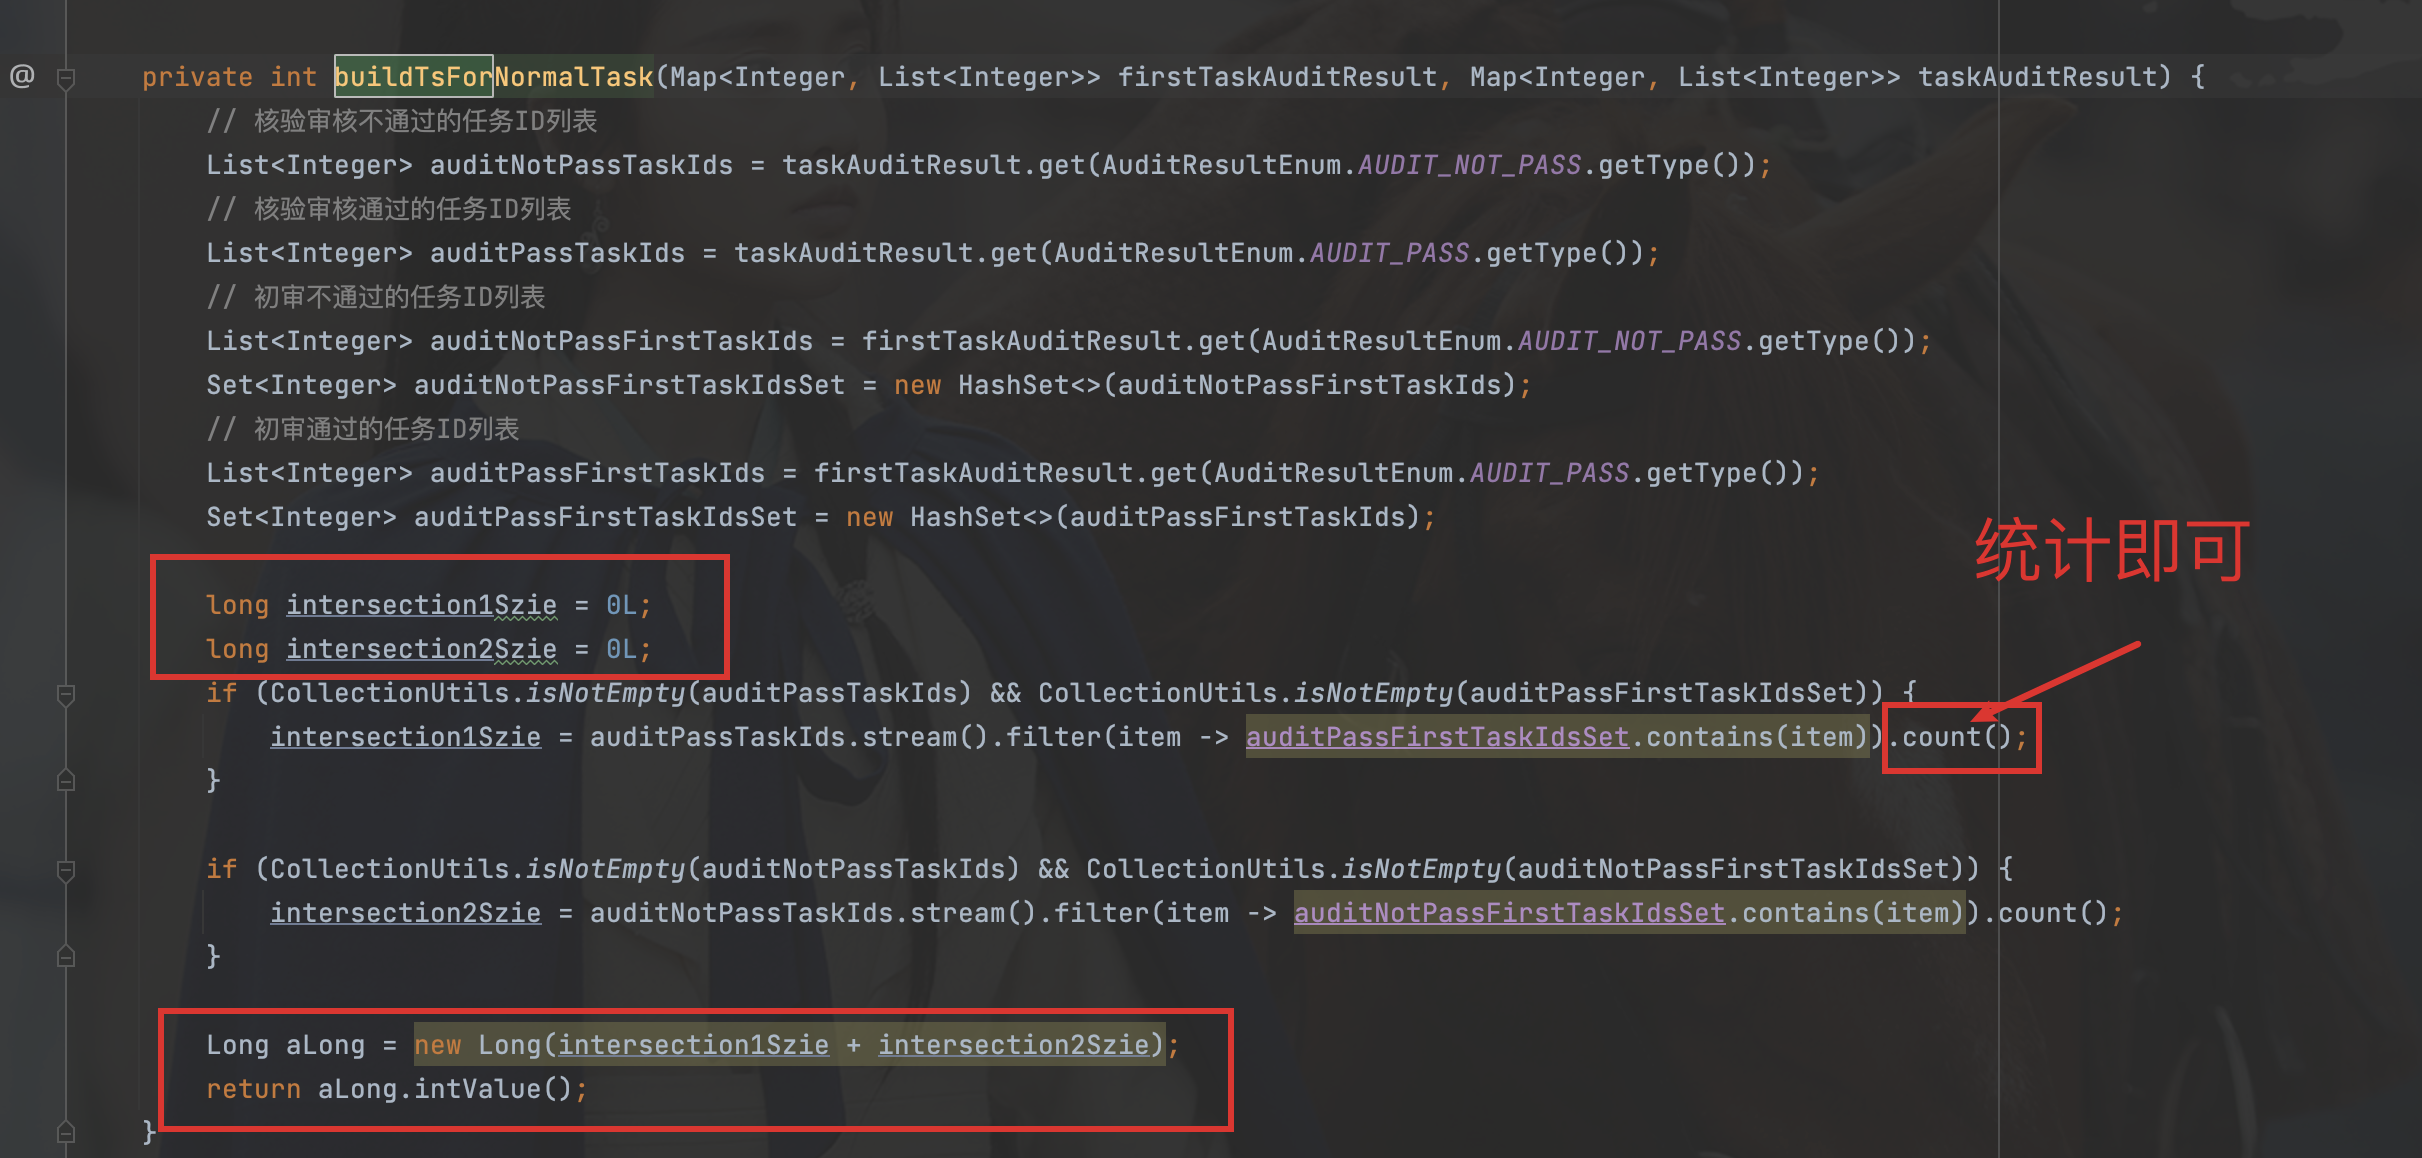 @ private int buildTsForNormalTask(Map<Integer, List<Integer>> firstTaskAuditResult, Map<Integer, List<Integer>> taskAuditResult) {
// 核验审核不通过的任务ID列表
List<Integer> auditNotPassTaskIds = taskAuditResult.get(AuditResultEnum.AUDIT_NOT_PASS.getType());
// 核验审核通过的任务ID列表
List<Integer> auditPassTaskIds = taskAuditResult.get(AuditResultEnum.AUDIT_PASS.getType());
// 初审不通过的任务ID列表
List<Integer> auditNotPassFirstTaskIds = firstTaskAuditResult.get(AuditResultEnum.AUDIT_NOT_PASS.getType());
Set<Integer> auditNotPassFirstTaskIdsSet = new HashSet<>(auditNotPassFirstTaskIds);
// 初审通过的任务ID列表
List<Integer> auditPassFirstTaskIds = firstTaskAuditResult.get(AuditResultEnum.AUDIT_PASS.getType());
Set<Integer> auditPassFirstTaskIdsSet = new HashSet<>(auditPassFirstTaskIds);
统计即可
long intersection1Szie = 0L;
long intersection2Szie = 0L;
if (CollectionUtils.isNotEmpty(auditPassTaskIds) && CollectionUtils.isNotEmpty(auditPassFirstTaskIdsSet)) {
intersection1Szie = auditPassTaskIds.stream().filter(item -> auditPassFirstTaskIdsSet.contains(item)).count();
}
if (CollectionUtils.isNotEmpty(auditNotPassTaskIds) && CollectionUtils.isNotEmpty(auditNotPassFirstTaskIdsSet)) {
intersection2Szie = auditNotPassTaskIds.stream().filter(item -> auditNotPassFirstTaskIdsSet.contains(item)).count();
}
Long aLong = new Long(intersection1Szie + intersection2Szie);
return aLong.intValue();
}